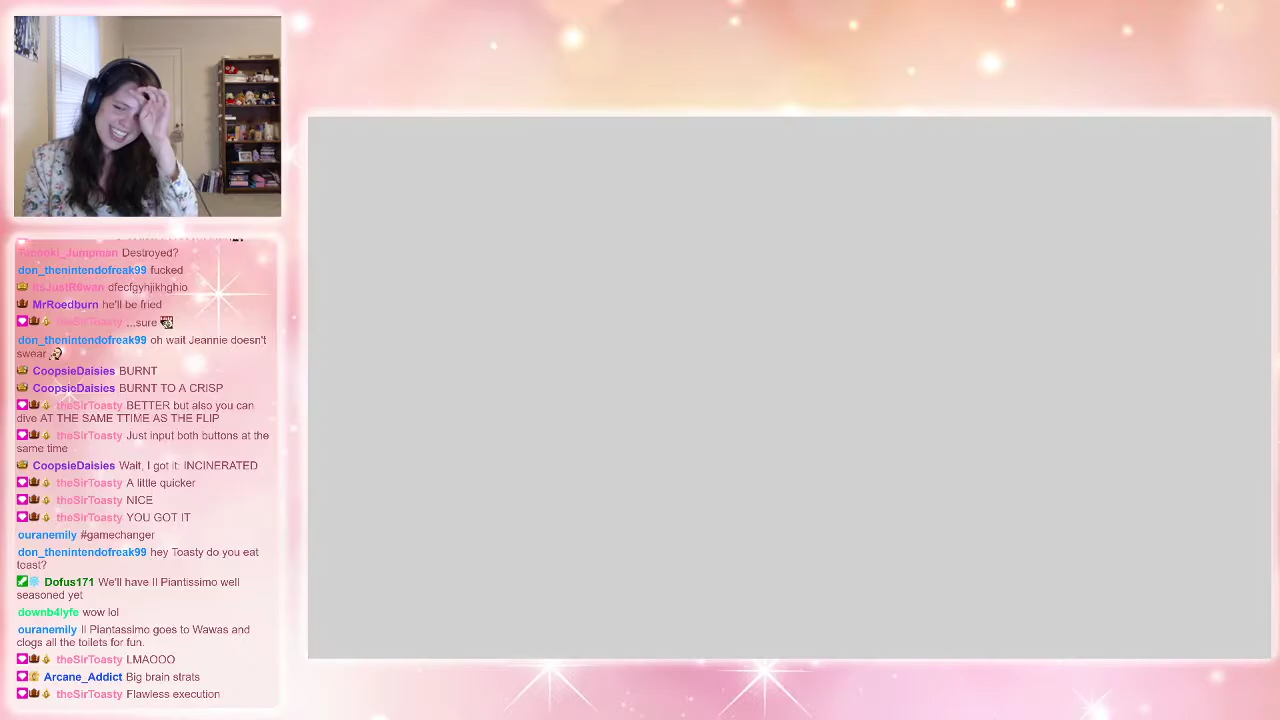 Tanooki_Jumpman Destroyed?
don_thenintendofreak99 fucked
ItsJustR0wan dfecfgyhjikhghio
MrRoedburn he'll be fried
theSirToasty ...sure
don_thenintendofreak99 oh wait Jeannie doesn't
swear
CoopsieDaisies BURNT
CoopsieDaisies BURNT TO A CRISP
theSirToasty BETTER but also you can
dive AT THE SAME TTIME AS THE FLIP
theSirToasty Just input both buttons at the
same time
CoopsieDaisies Wait, I got it: INCINERATED
theSirToasty A little quicker
theSirToasty NICE
theSirToasty YOU GOT IT
ouranemily #gamechanger
don_thenintendofreak99 hey Toasty do you eat
toast?
Dofus171 We'll have Il Piantissimo well
seasoned yet
downb4lyfe wow lol
ouranemily Il Piantassimo goes to Wawas and
clogs all the toilets for fun.
theSirToasty LMAOOO
Arcane_Addict Big brain strats
theSirToasty Flawless execution